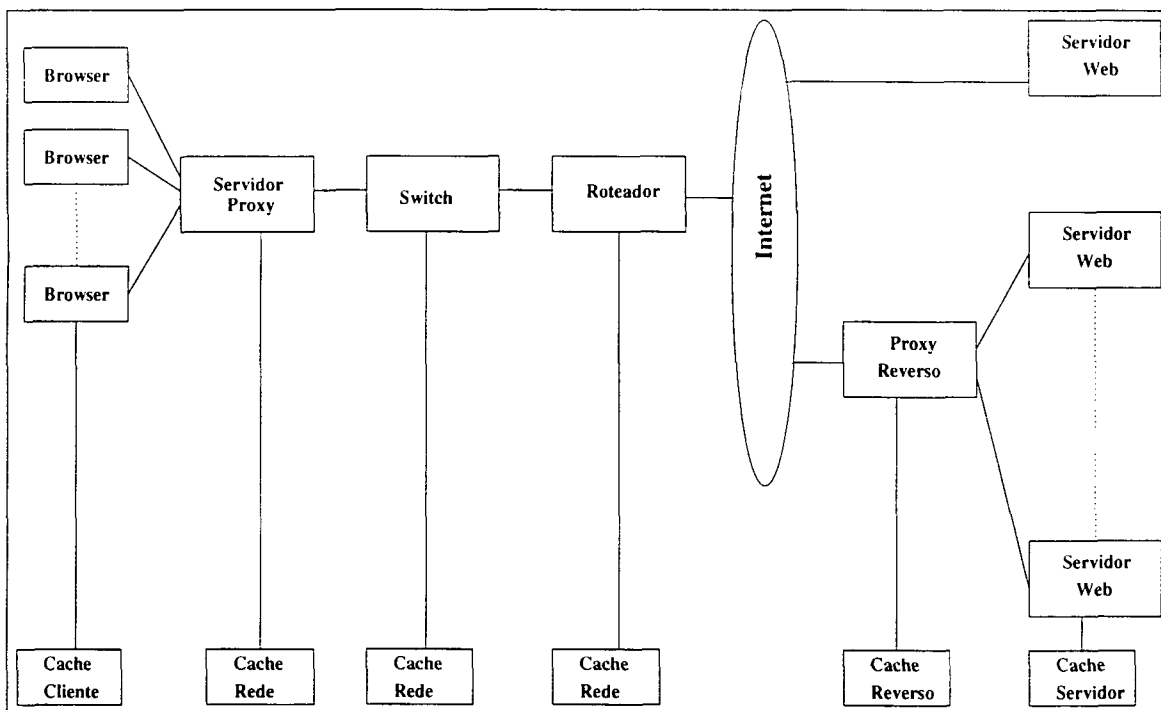 Servidor
Web
Browser
Browser
Servidor
Proxy
Switch
Roteador
Internet
Servidor
Web
Browser
Proxy
Reverso
Servidor
Web
Cache
Cliente
Cache
Rede
Cache
Rede
Cache
Rede
Cache
Reverso
Cache
Servidor